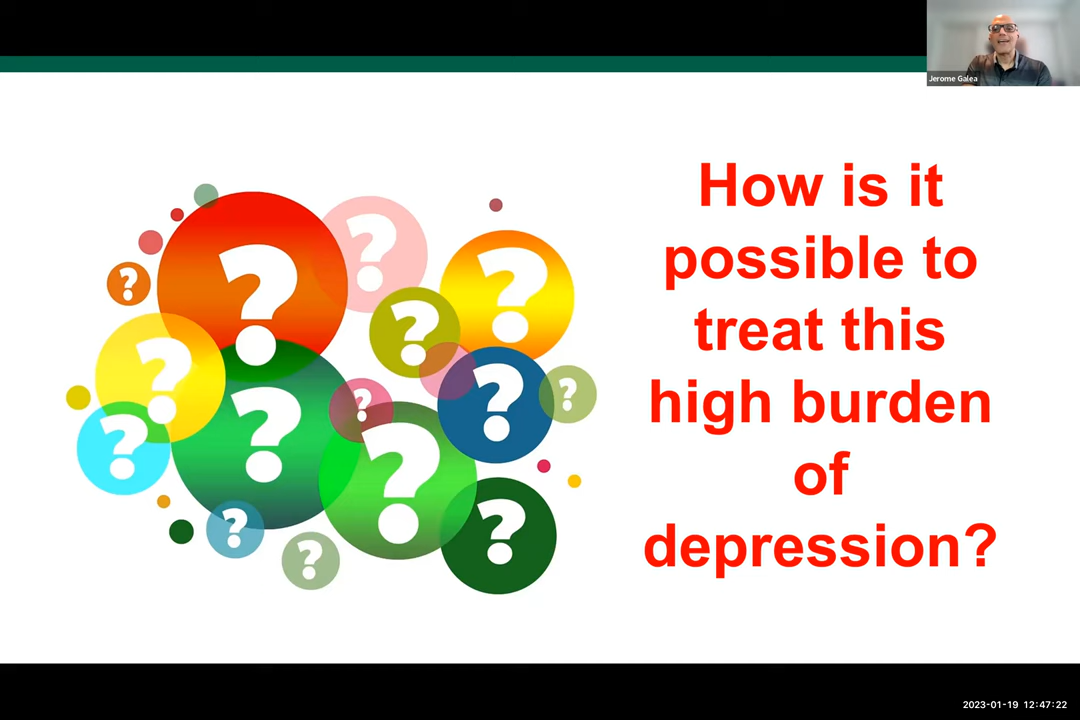 Jerome Galea
How is it
possible to
treat this
high burden
of
depression?
?
?
?
?
?
?
?
?
?
?
?
?
?
?
2023-01-19 12:47:22